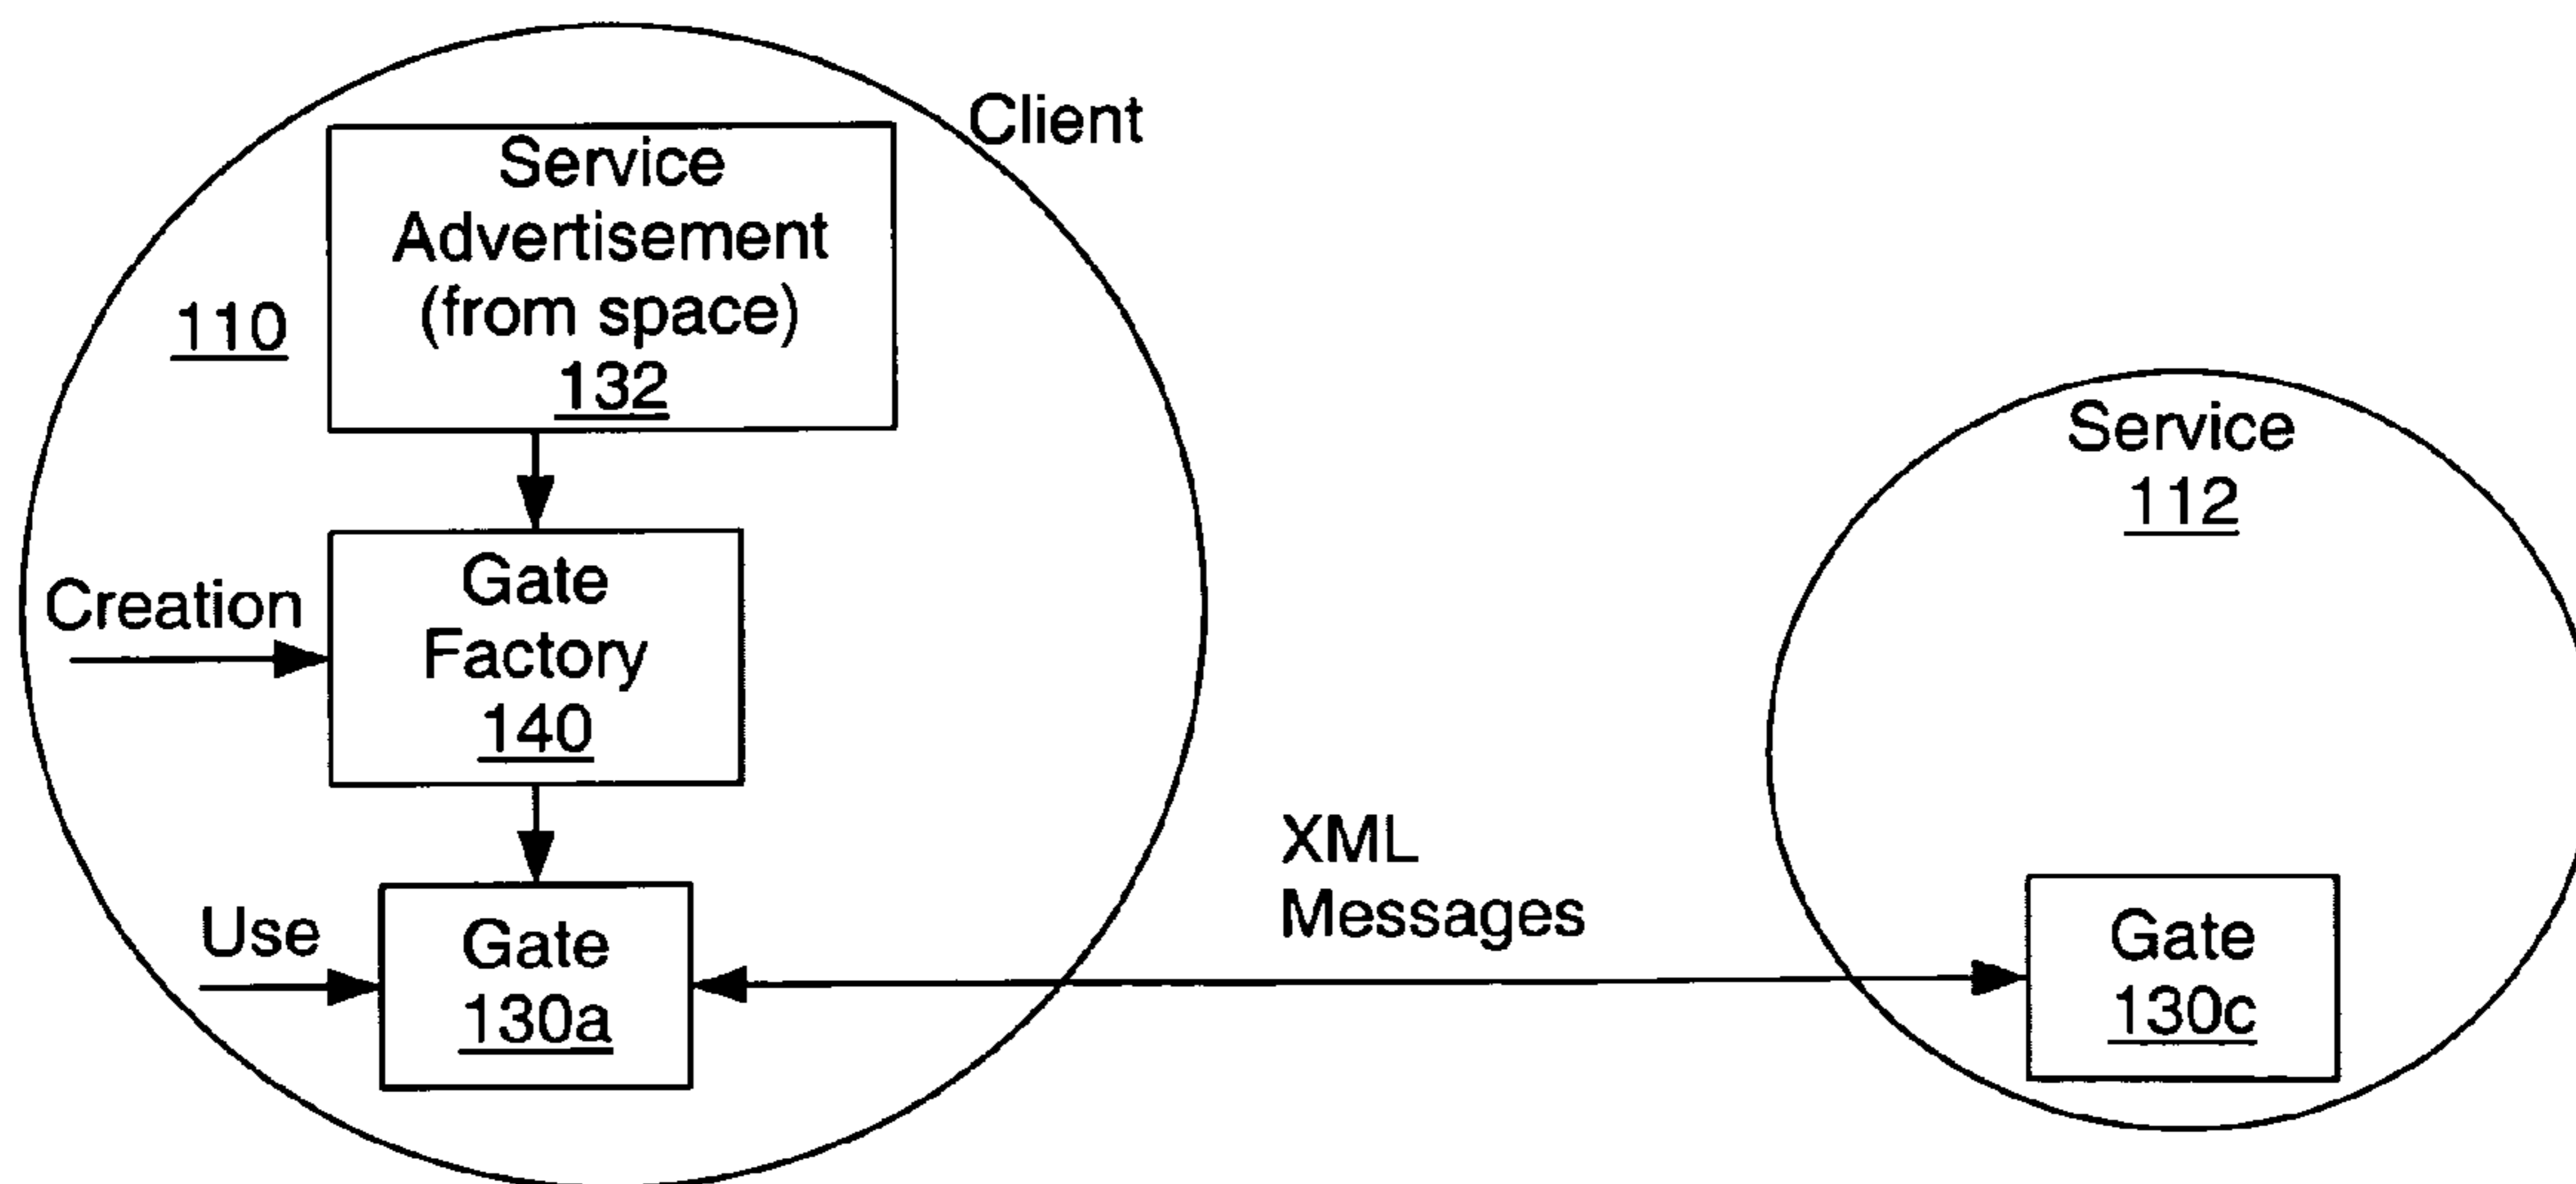 Client
Service
Advertisement
(from space)
132
110
Gate
Factory
140
Creation
Gate
130a
Use
XML
Messages
Service
112
Gate
130c